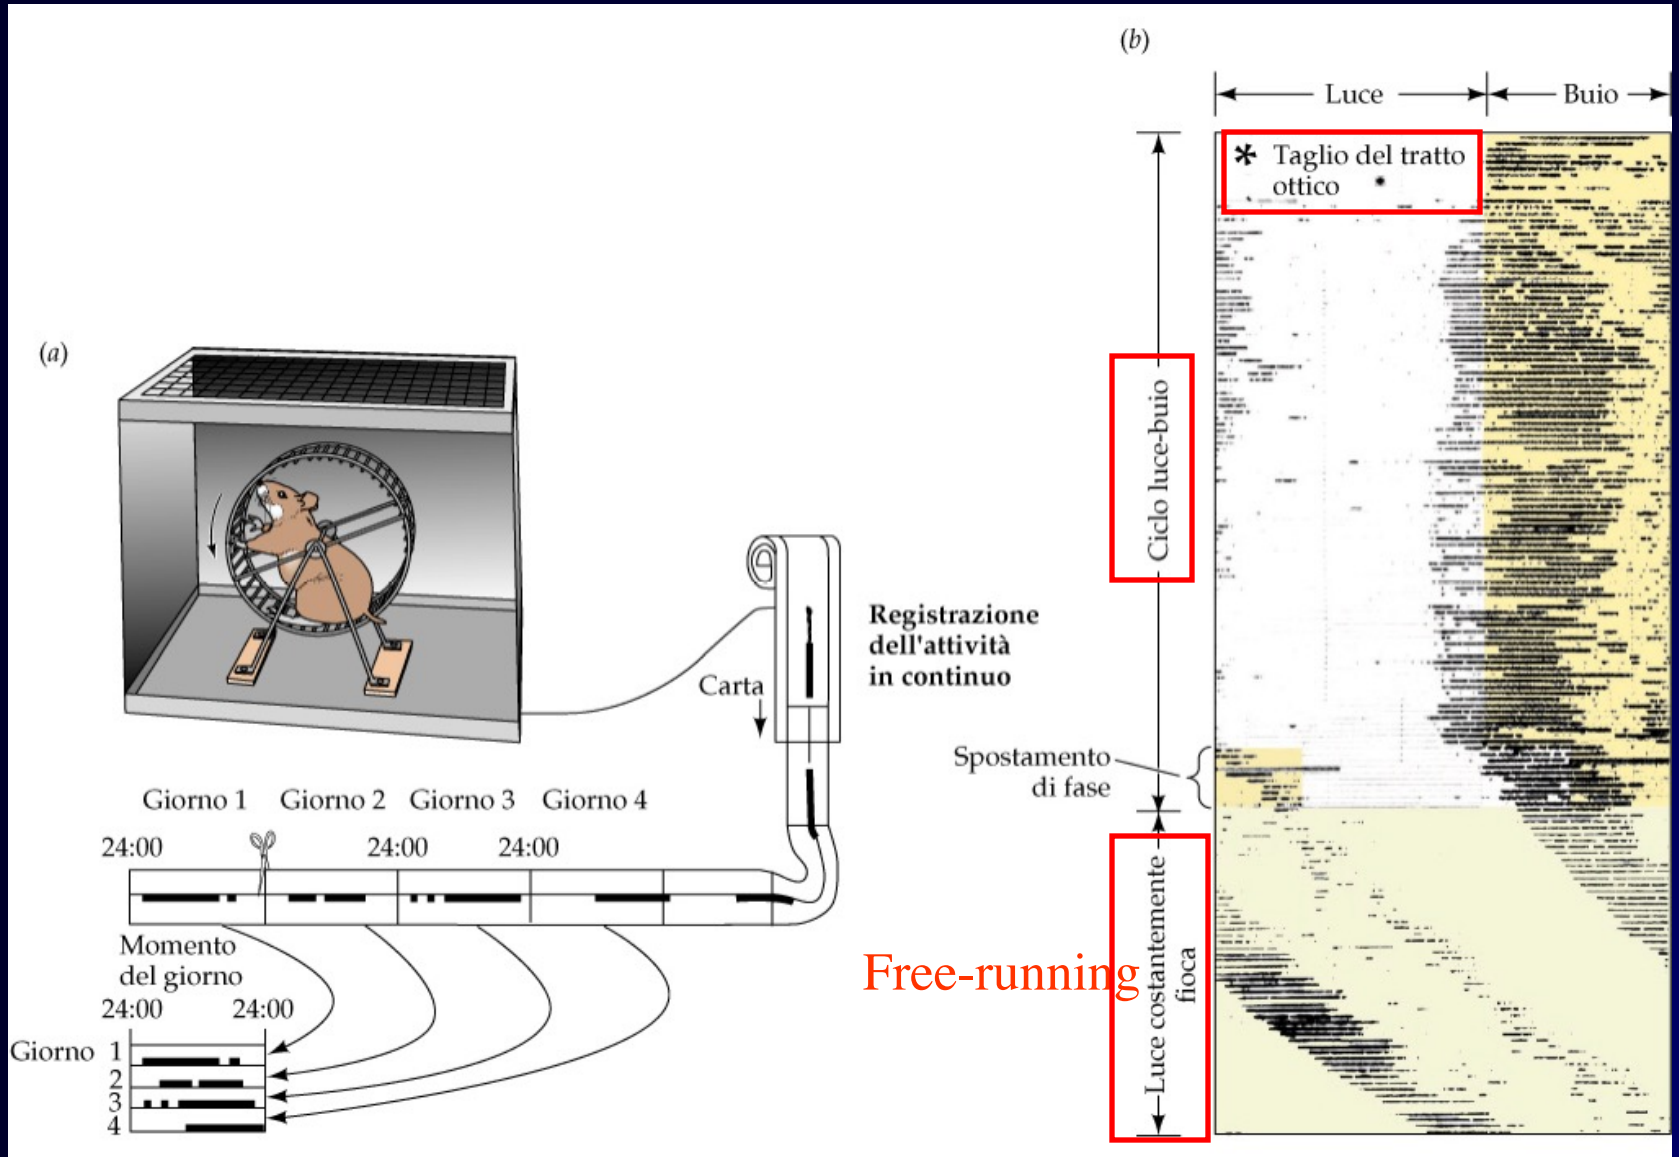 (a)
Carta
Registrazione
dell'attività
in continuo
Giorno 1 Giorno 2 Giorno 3 Giorno 4
24:00 24:00 24:00
Momento
del giorno
24:00 24:00
Giorno 1
2
3
4
(b)
Luce Buio
* Taglio del tratto
ottico
Ciclo luce-buio
Spostamento
di fase
Free-running
Luce costantemente
fioca